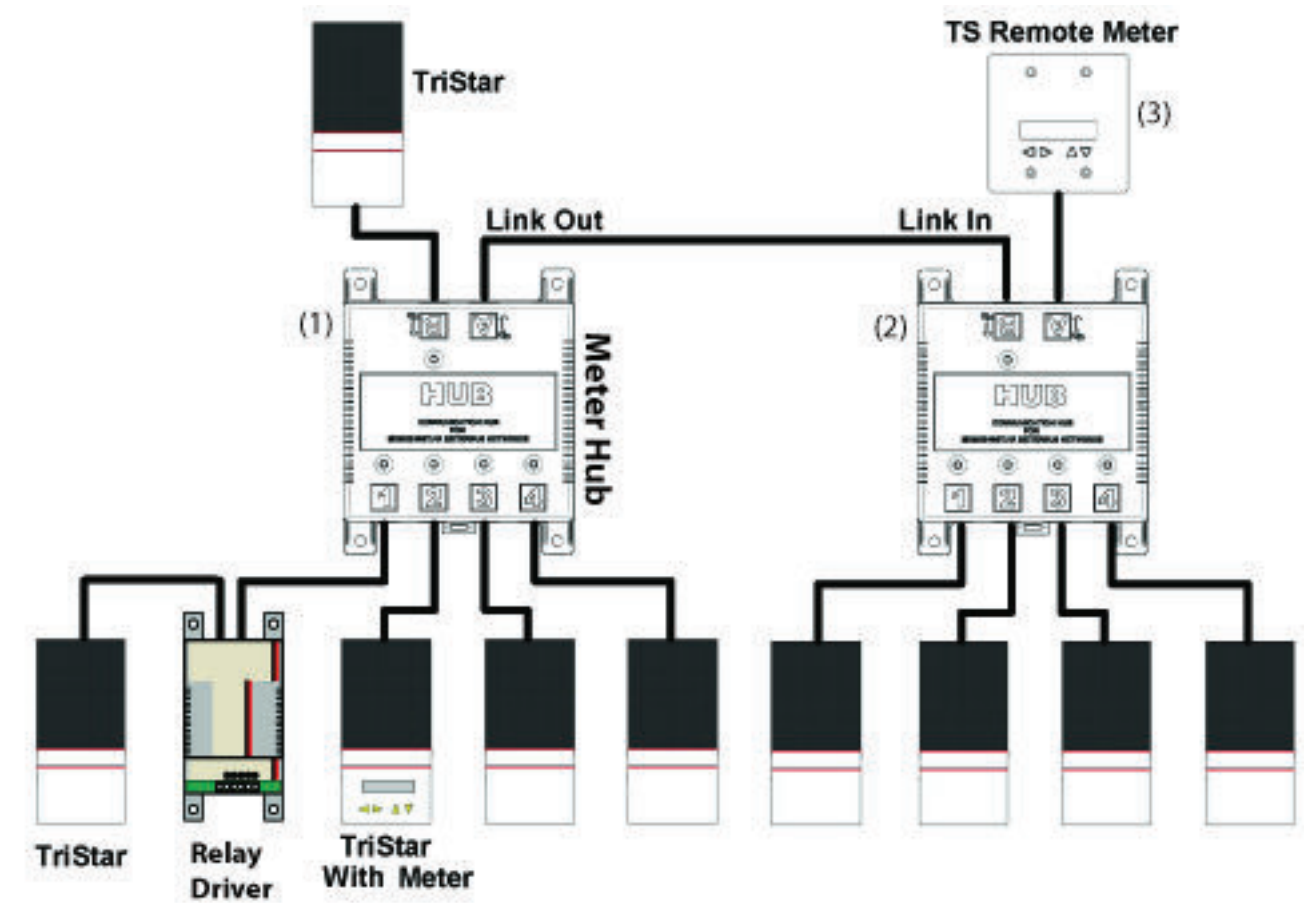 TS Remote Meter
TriStar
(3)
Link Out
Link In
(1)
(2)
Meter Hub
HUB
HUB
1
2
3
4
1
2
3
4
TriStar
Relay
Driver
TriStar
With Meter